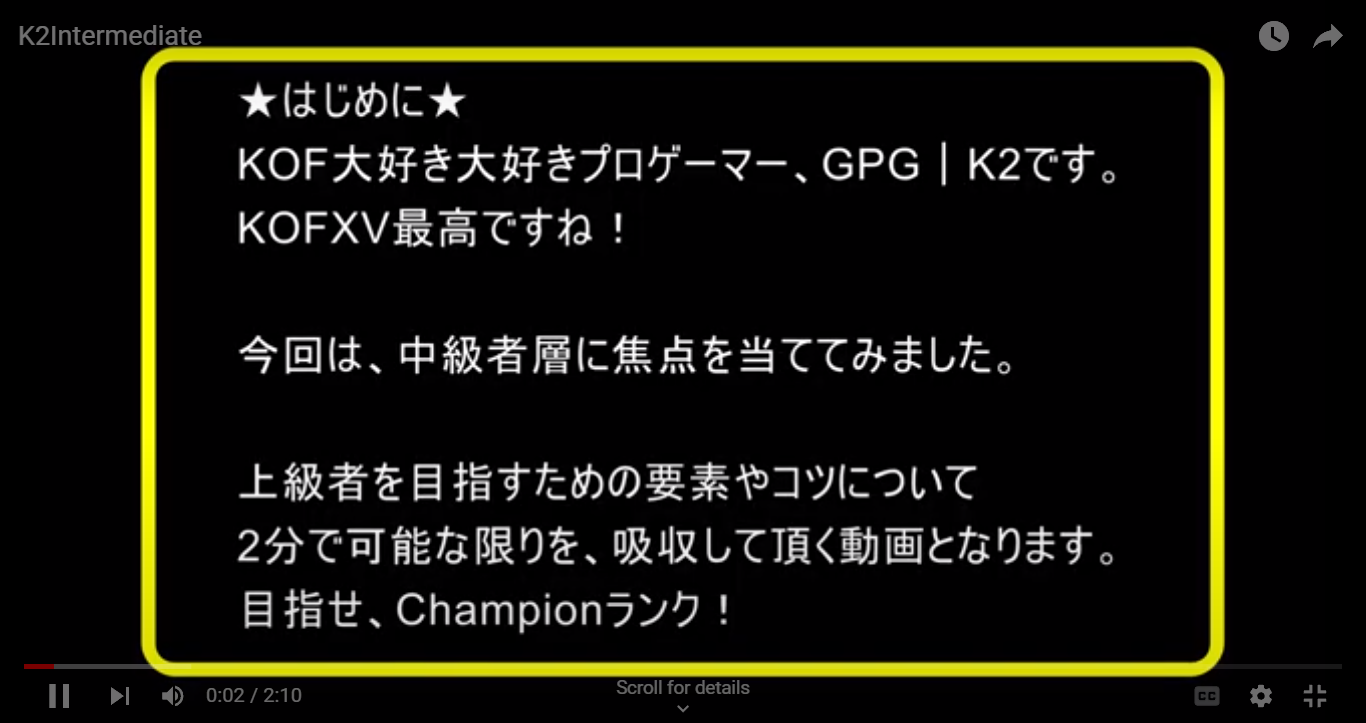 K2Intermediate
★はじめに★
KOF大好き大好きプロゲーマー、GPG｜K2です。
KOFXV最高ですね！
今回は、中級者層に焦点を当ててみました。
上級者を目指すための要素やコツについて
2分で可能な限りを、吸収して頂く動画となります。
目指せ、Championランク！
Scroll for details
0:02 / 2:10
CC